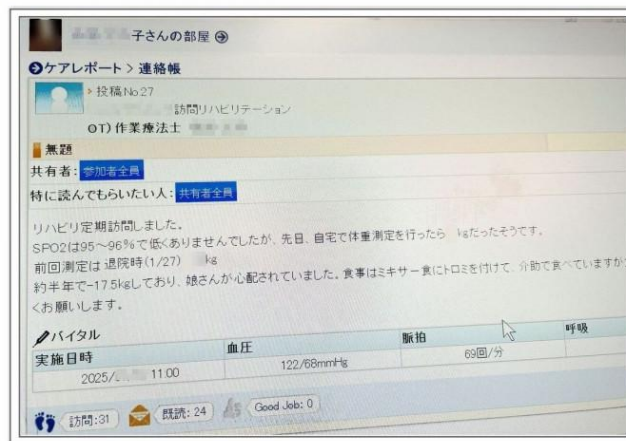 子さんの部屋
ケアレポート > 連絡帳
> 投稿No.27
訪問リハビリテーション
OT) 作業療法士
無題
共有者: 参加者全員
特に読んでもらいたい人: 共有者全員
リハビリ定期訪問しました。
SPO2は95~96%で低くありませんでしたが、先日、自宅で体重測定を行ったら kgだったそうです。
前回測定は退院時(1/27) kg
約半年で-17.5kgしており、娘さんが心配されていました。食事はミキサー食にトロミを付けて、介助で食べていますが
くお願いします。
バイタル
実施日時 血圧 脈拍 呼吸
2025/ 11:00 122/68mmHg 69回/分
訪問:31 既読:24 Good Job: 0